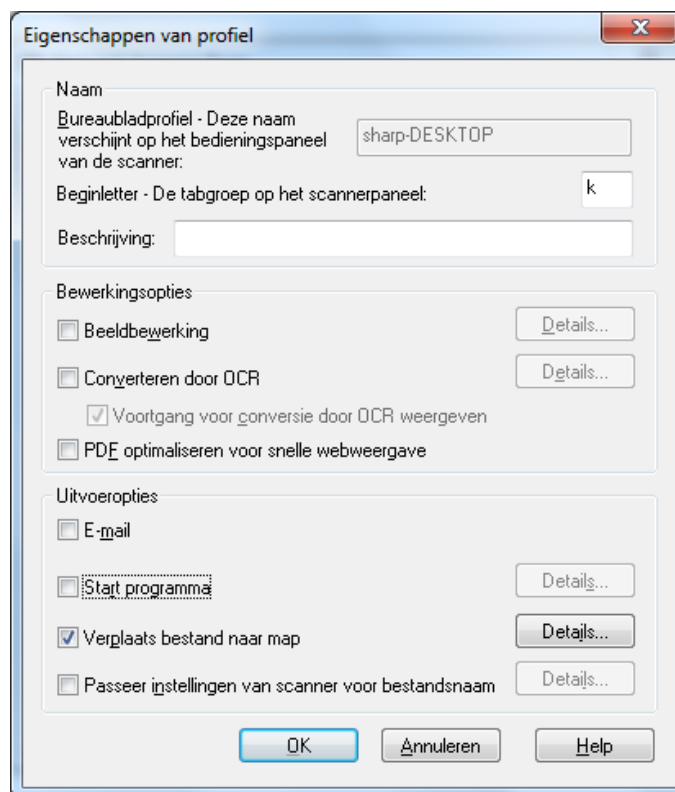 Eigenschappen van profiel
Naam
Bureaubladprofiel - Deze naam
verschijnt op het bedieningspaneel
van de scanner:
sharp-DESKTOP
Beginletter - De tabgroep op het scannerpaneel:
k
Beschrijving:
Bewerkingsopties
Beeldbewerking
Details...
Converteren door OCR
Details...
Voortgang voor conversie door OCR weergeven
PDF optimaliseren voor snelle webweergave
Uitvoeropties
E-mail
Start programma
Details...
Verplaats bestand naar map
Details...
Passeer instellingen van scanner voor bestandsnaam
Details...
OK
Annuleren
Help